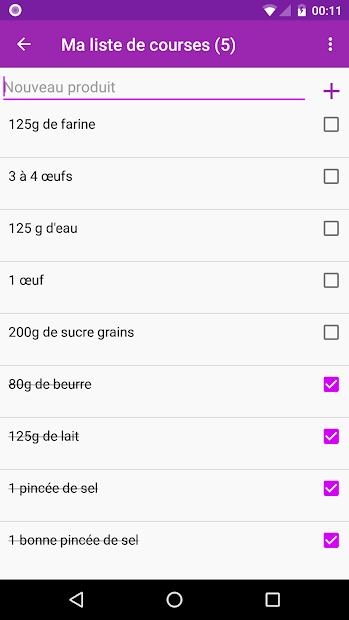 00:11
Ma liste de courses (5)
Nouveau produit
125g de farine
3 à 4 œufs
125 g d'eau
1 œuf
200g de sucre grains
80g de beurre
125g de lait
1 pincée de sel
1 bonne pincée de sel